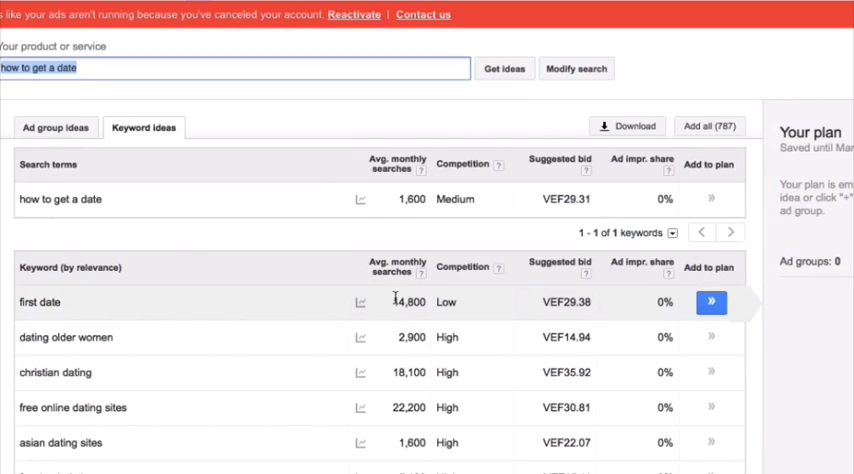 s like your ads aren't running because you've canceled your account. Reactivate | Contact us
Your product or service
how to get a date
Get ideas
Modify search
Ad group ideas
Keyword ideas
Download
Add all (787)
Your plan
Saved until Mar
Search terms
Avg. monthly searches ?
Competition ?
Suggested bid ?
Ad impr. share ?
Add to plan
how to get a date 1,600 Medium VEF29.31 0% »
Your plan is em
idea or click "+"
ad group.
1 - 1 of 1 keywords
Ad groups: 0
Keyword (by relevance)
Avg. monthly searches ?
Competition ?
Suggested bid ?
Ad impr. share ?
Add to plan
first date 14,800 Low VEF29.38 0% »
dating older women 2,900 High VEF14.94 0% »
christian dating 18,100 High VEF35.92 0% »
free online dating sites 22,200 High VEF30.81 0% »
asian dating sites 1,600 High VEF22.07 0% »